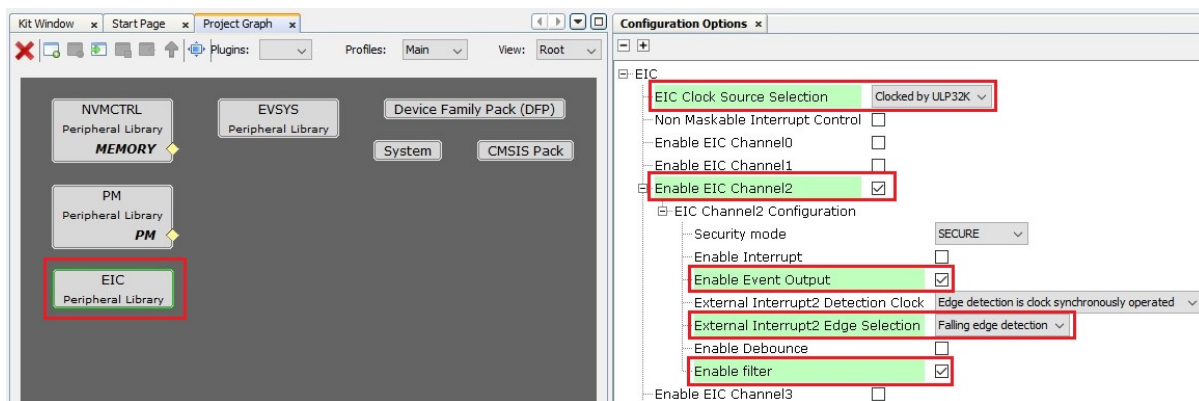 Kit Window x Start Page x Project Graph x
Plugins: Profiles: Main View: Root
NVMCTRL
Peripheral Library
MEMORY
EVSYS
Peripheral Library
Device Family Pack (DFP)
System
CMSIS Pack
PM
Peripheral Library
PM
EIC
Peripheral Library
Configuration Options x
EIC
EIC Clock Source Selection Clocked by ULP32K
Non Maskable Interrupt Control
Enable EIC Channel0
Enable EIC Channel1
Enable EIC Channel2
EIC Channel2 Configuration
Security mode SECURE
Enable Interrupt
Enable Event Output
External Interrupt2 Detection Clock Edge detection is clock synchronously operated
External Interrupt2 Edge Selection Falling edge detection
Enable Debounce
Enable filter
Enable EIC Channel3